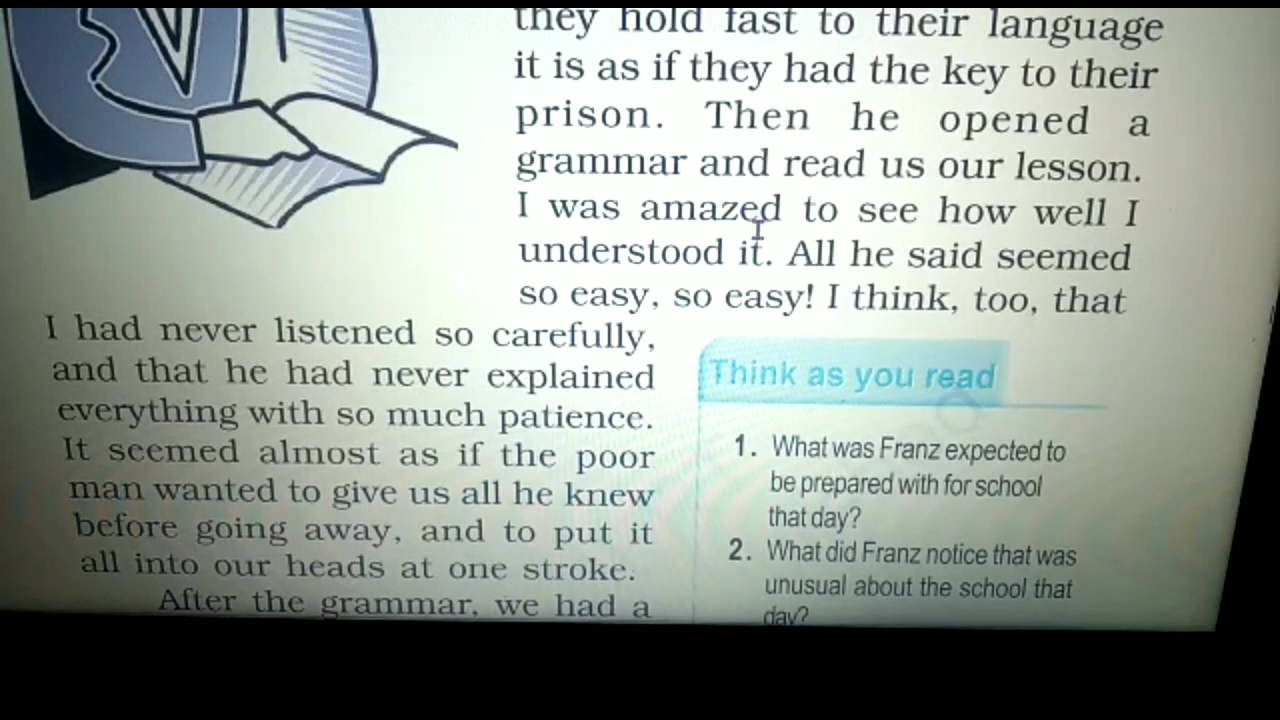 they hold fast to their language
it is as if they had the key to their
prison. Then he opened a
grammar and read us our lesson.
I was amazed to see how well I
understood it. All he said seemed
so easy, so easy! I think, too, that
I had never listened so carefully,
and that he had never explained
everything with so much patience.
It seemed almost as if the poor
man wanted to give us all he knew
before going away, and to put it
all into our heads at one stroke.
After the grammar, we had a
Think as you read
1. What was Franz expected to
be prepared with for school
that day?
2. What did Franz notice that was
unusual about the school that
day?